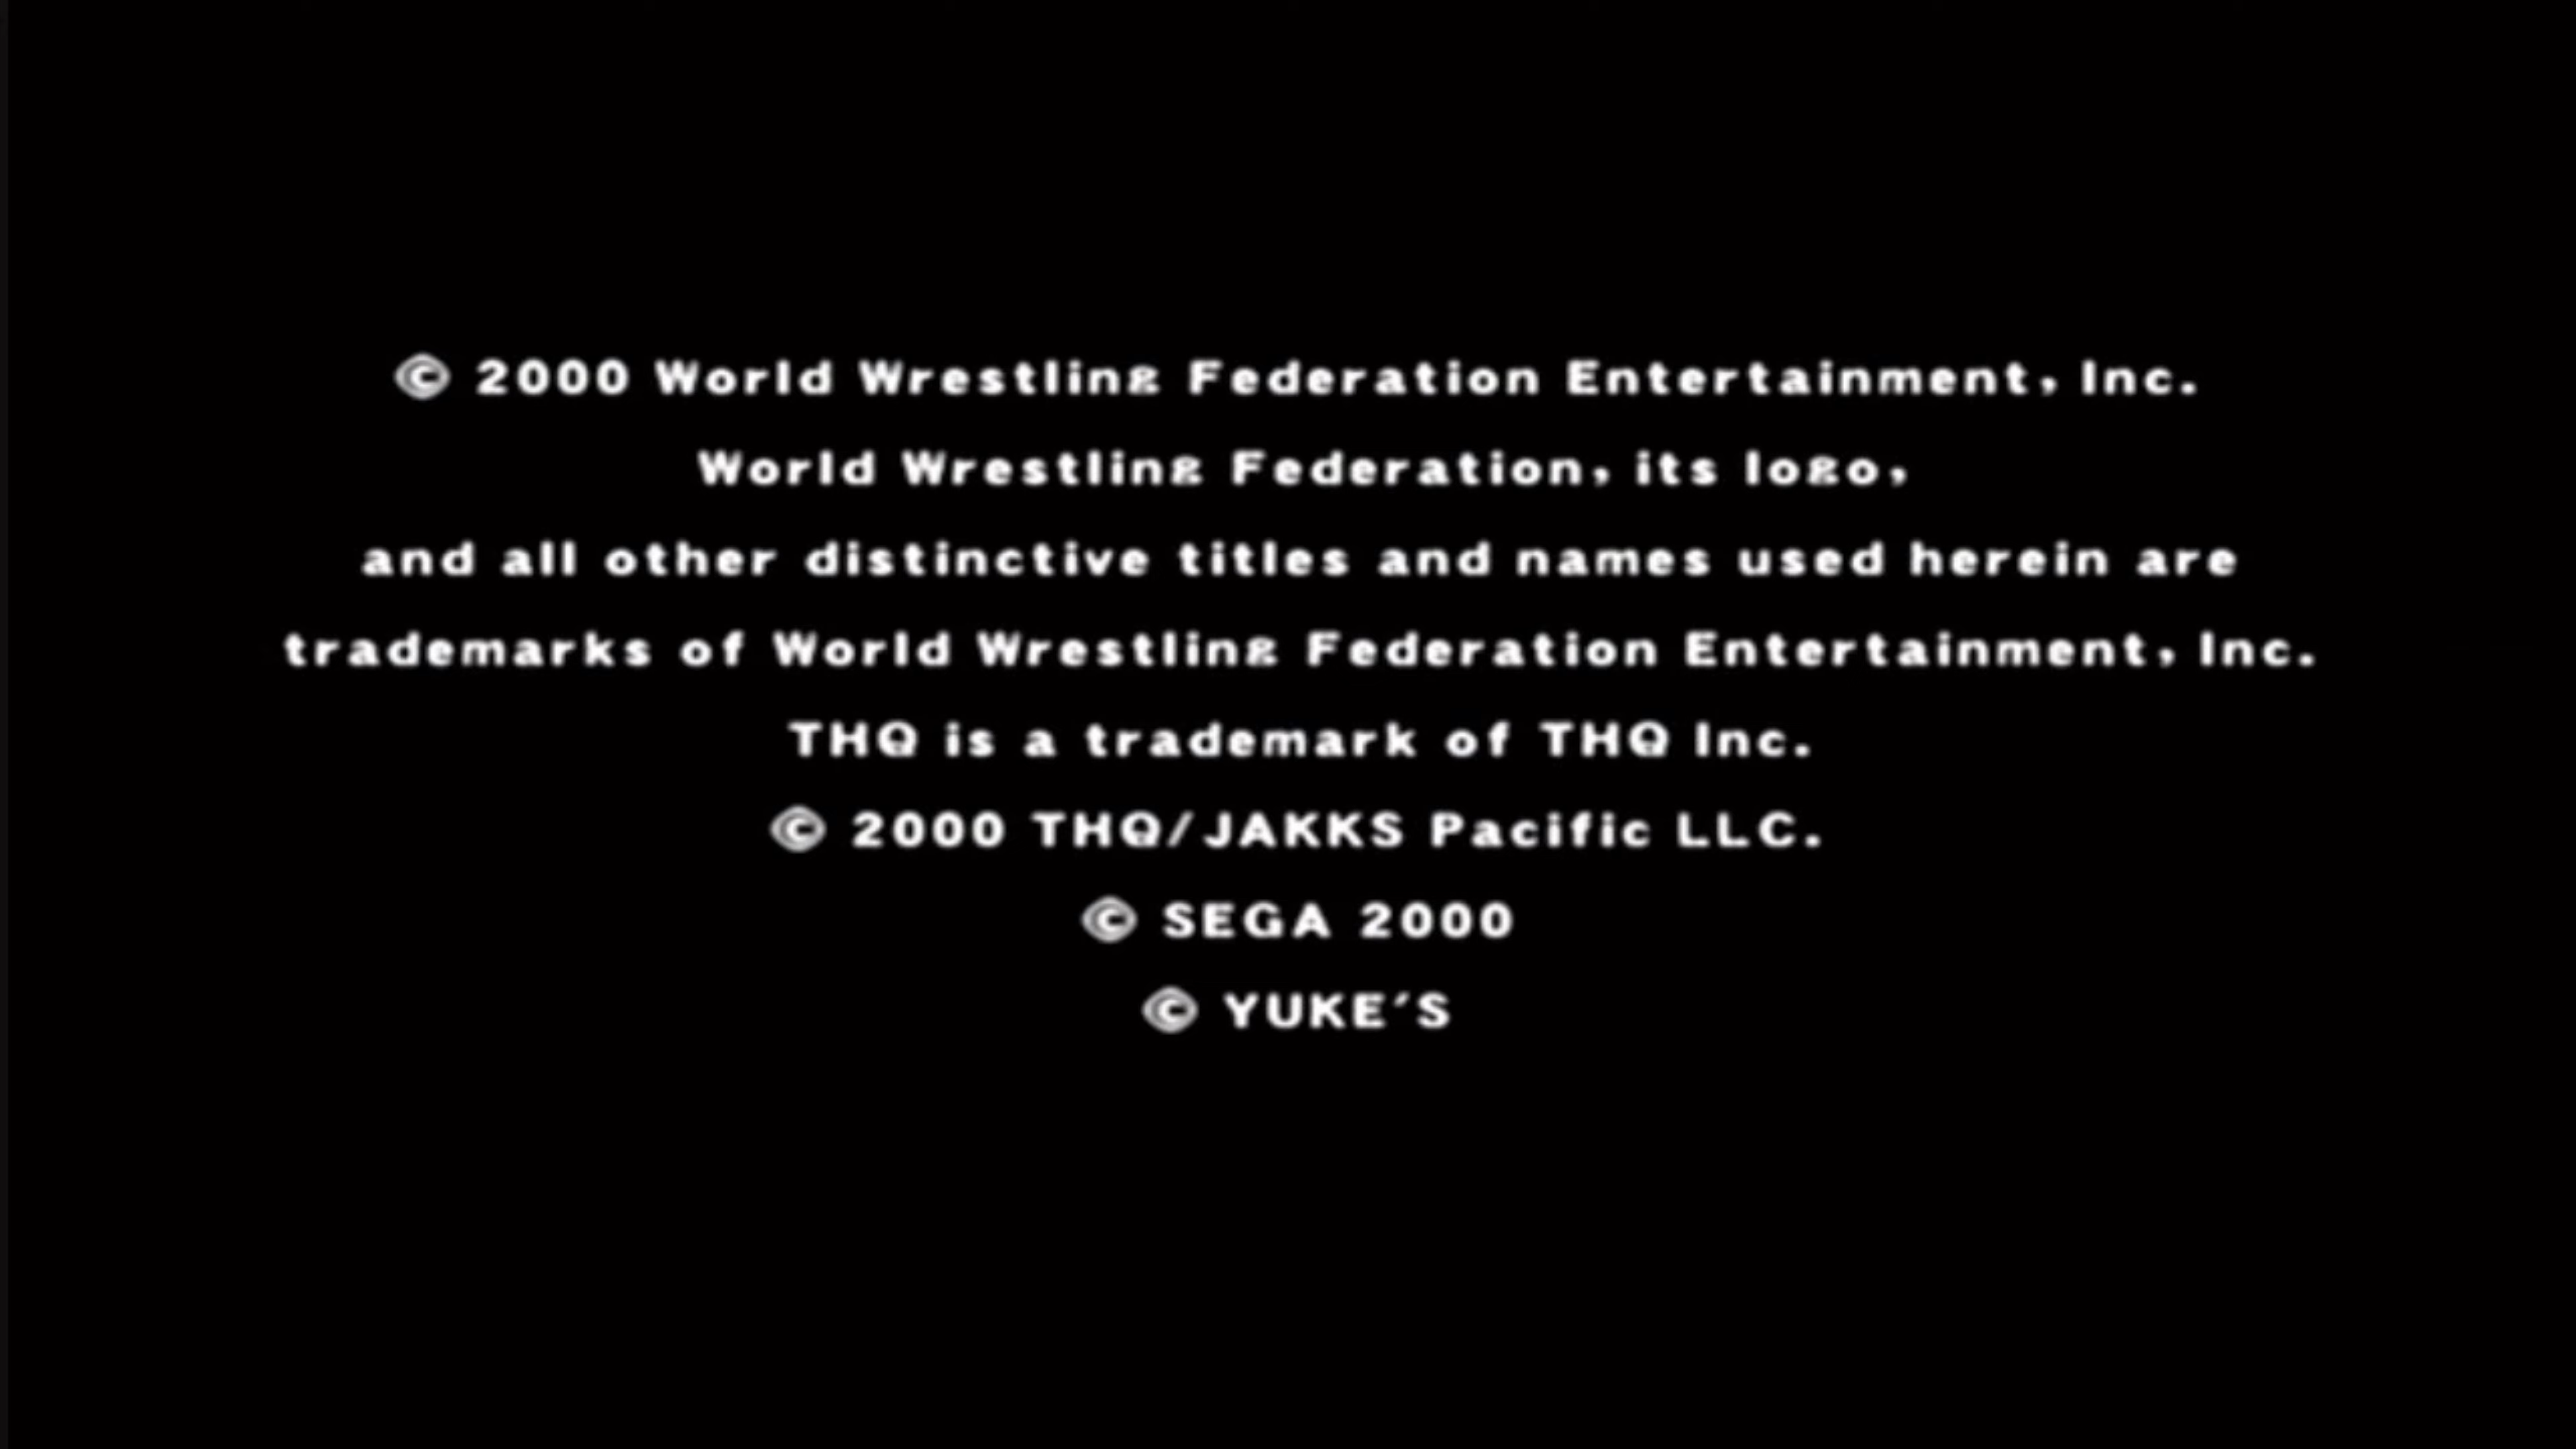 © 2000 World Wrestling Federation Entertainment, Inc.
World Wrestling Federation, its logo,
and all other distinctive titles and names used herein are
trademarks of World Wrestling Federation Entertainment, Inc.
THQ is a trademark of THQ Inc.
© 2000 THQ/JAKKS Pacific LLC.
© SEGA 2000
© YUKE'S